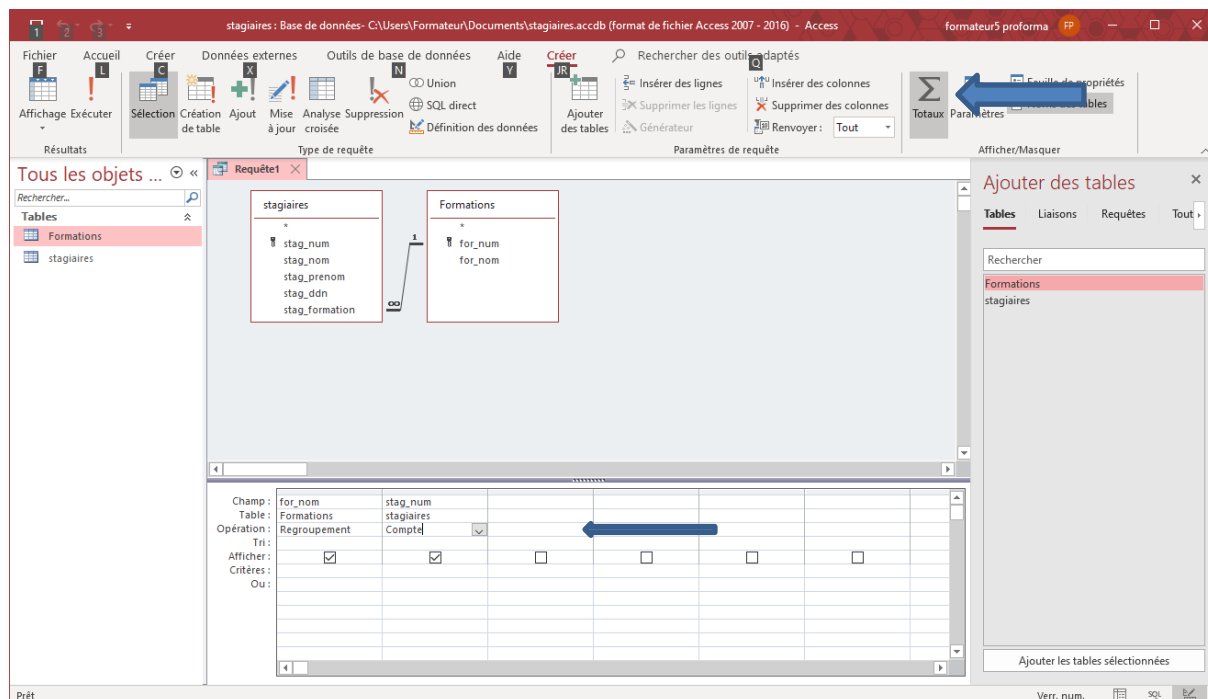 stagiaires : Base de données- C:\Users\Formateur\Documents\stagiaires.accdb (format de fichier Access 2007 - 2016) - Access
formateur5 proforma FP
1 2 3
Fichier Accueil Créer Données externes Outils de base de données Aide Créer Rechercher des outils adaptés
F L C X N Y JR Q
Affichage Exécuter
Résultats
Sélection Création de table Ajout Mise à jour Analyse croisée Suppression
Union
SQL direct
Définition des données
Type de requête
Ajouter des tables
Insérer des lignes
Supprimer les lignes
Générateur
Insérer des colonnes
Supprimer des colonnes
Renvoyer : Tout
Paramètres de requête
Totaux Paramètres
Feuille de propriétés
tables
Afficher/Masquer
Tous les objets ...
Rechercher...
Tables
Formations
stagiaires
Requête1
stagiaires
*
stag_num
stag_nom
stag_prenom
stag_ddn
stag_formation
1
∞
Formations
*
for_num
for_nom
Champ : for_nom stag_num
Table : Formations stagiaires
Opération : Regroupement Compte
Tri :
Afficher :
Critères :
Ou :
Ajouter des tables
Tables Liaisons Requêtes Tout
Rechercher
Formations
stagiaires
Ajouter les tables sélectionnées
Prêt
Verr. num. SQL